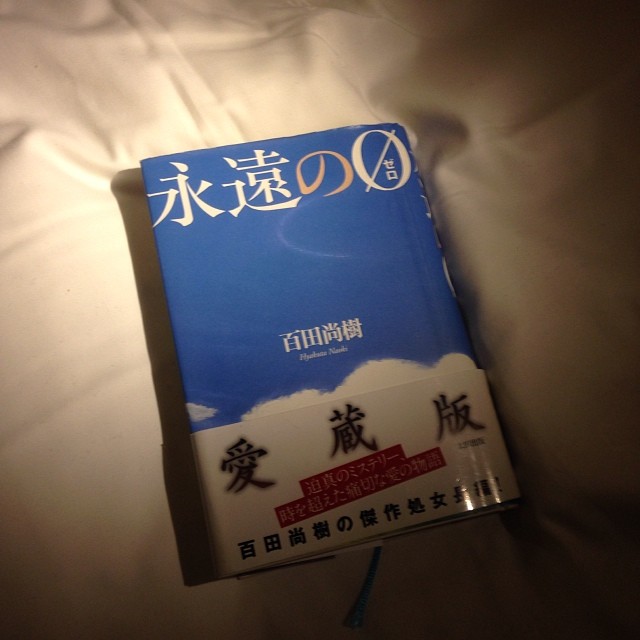 永遠の0
ゼロ
百田尚樹
Hyakuta Naoki
愛蔵版
迫真のミステリー
時を超えた痛切な愛の物語
百田尚樹の傑作処女長編